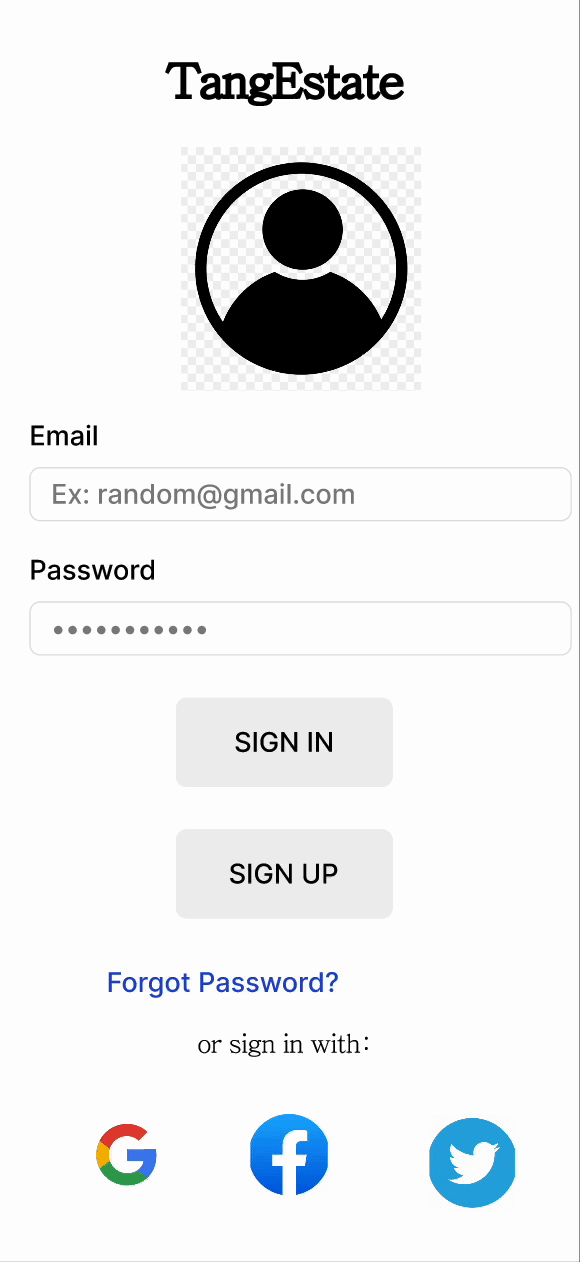 TangEstate
Email
Ex: random@gmail.com
Password
•••••••••••
SIGN IN
SIGN UP
Forgot Password?
or sign in with: